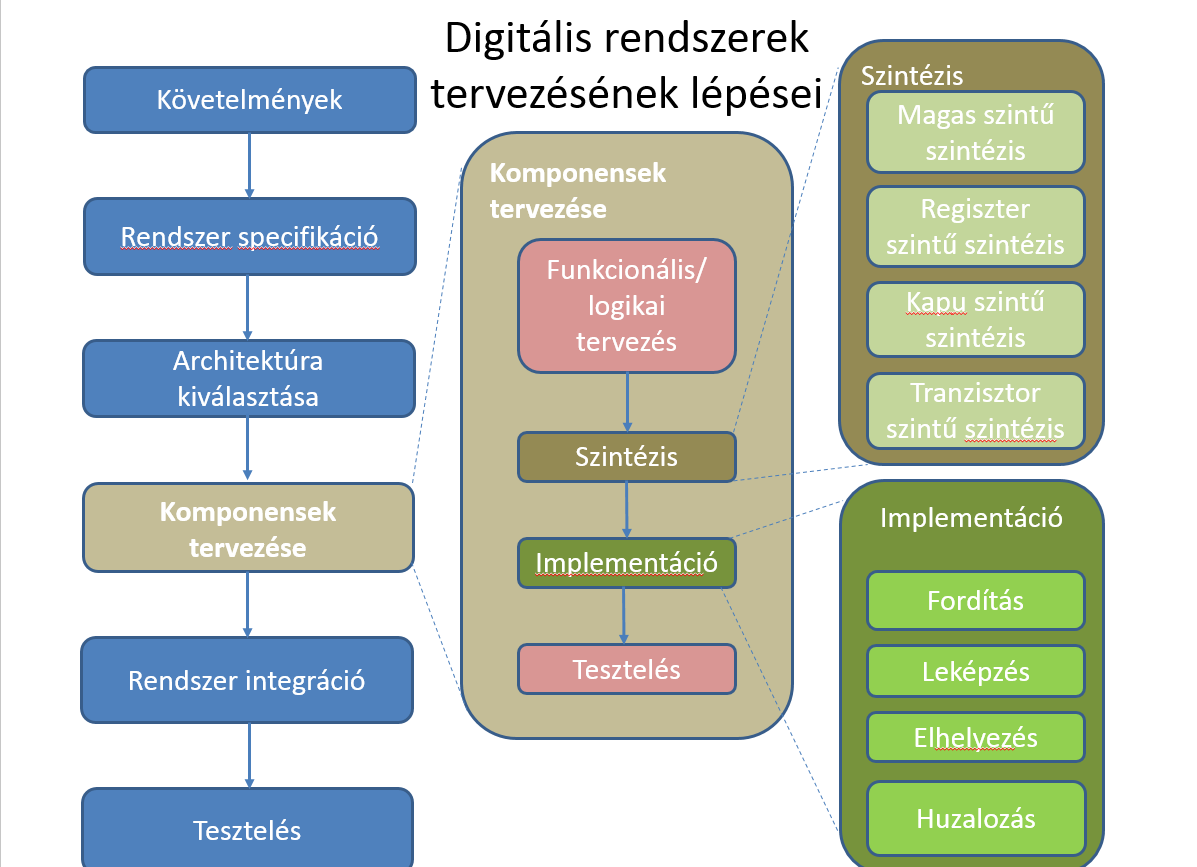 Digitális rendszerek
tervezésének lépései
Követelmények
Rendszer specifikáció
Architektúra
kiválasztása
Komponensek
tervezése
Rendszer integráció
Tesztelés
Komponensek
tervezése
Funkcionális/
logikai
tervezés
Szintézis
Implementáció
Tesztelés
Szintézis
Magas szintű
szintézis
Regiszter
szintű szintézis
Kapu szintű
szintézis
Tranzisztor
szintű szintézis
Implementáció
Fordítás
Leképzés
Elhelyezés
Huzalozás